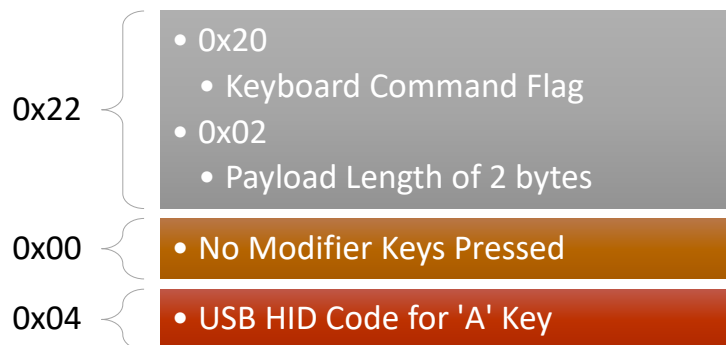 0x22
• 0x20
• Keyboard Command Flag
• 0x02
• Payload Length of 2 bytes
0x00
• No Modifier Keys Pressed
0x04
• USB HID Code for 'A' Key